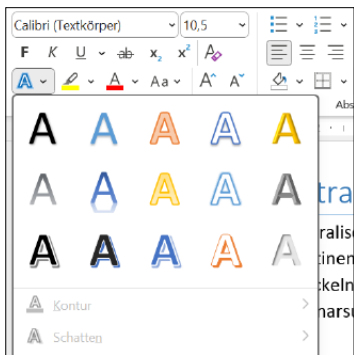 Calibri (Textkörper) 10,5
F K U ab x₂ x² A
A A Aa A A
Abs
A A A A A
tra
A A A A A
ralis
tinen
A A A A A
ckeln
Kontur
narsu
Schatten